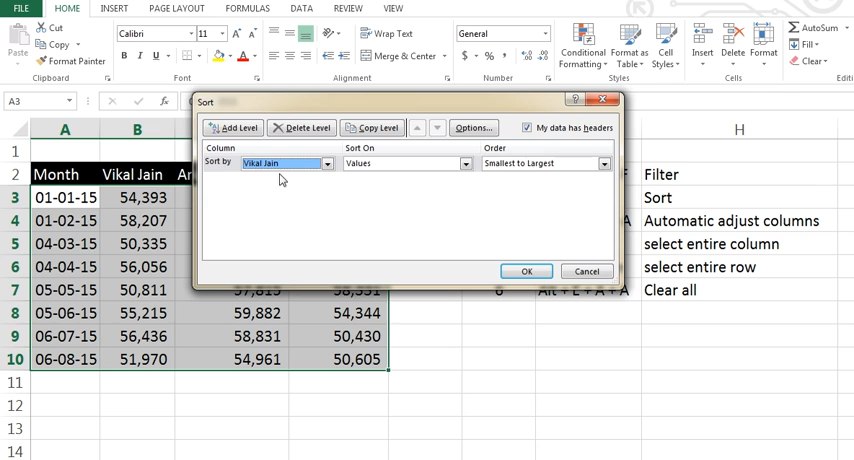 FILE HOME INSERT PAGE LAYOUT FORMULAS DATA REVIEW VIEW
Paste
Cut
Copy
Format Painter
Clipboard
Calibri 11
B I U
Font
Wrap Text
Merge & Center
Alignment
General
$ % ,
Number
Conditional Formatting
Format as Table
Cell Styles
Styles
Insert Delete Format
Cells
AutoSum
Fill
Clear
Editi
A3 fx
Sort
Add Level Delete Level Copy Level Options... My data has headers
Column Sort On Order
Sort by Vikal Jain Values Smallest to Largest
OK Cancel
A B H
1
2 Month Vikal Jain F Filter
3 01-01-15 54,393 Sort
4 01-02-15 58,207 A Automatic adjust columns
5 04-03-15 50,335 select entire column
6 04-04-15 56,056 select entire row
7 05-05-15 50,811 57,815 58,331 6 Alt + E + A + A Clear all
8 05-06-15 55,215 59,882 54,344
9 06-07-15 56,436 58,831 50,430
10 06-08-15 51,970 54,961 50,605
11
12
13
14